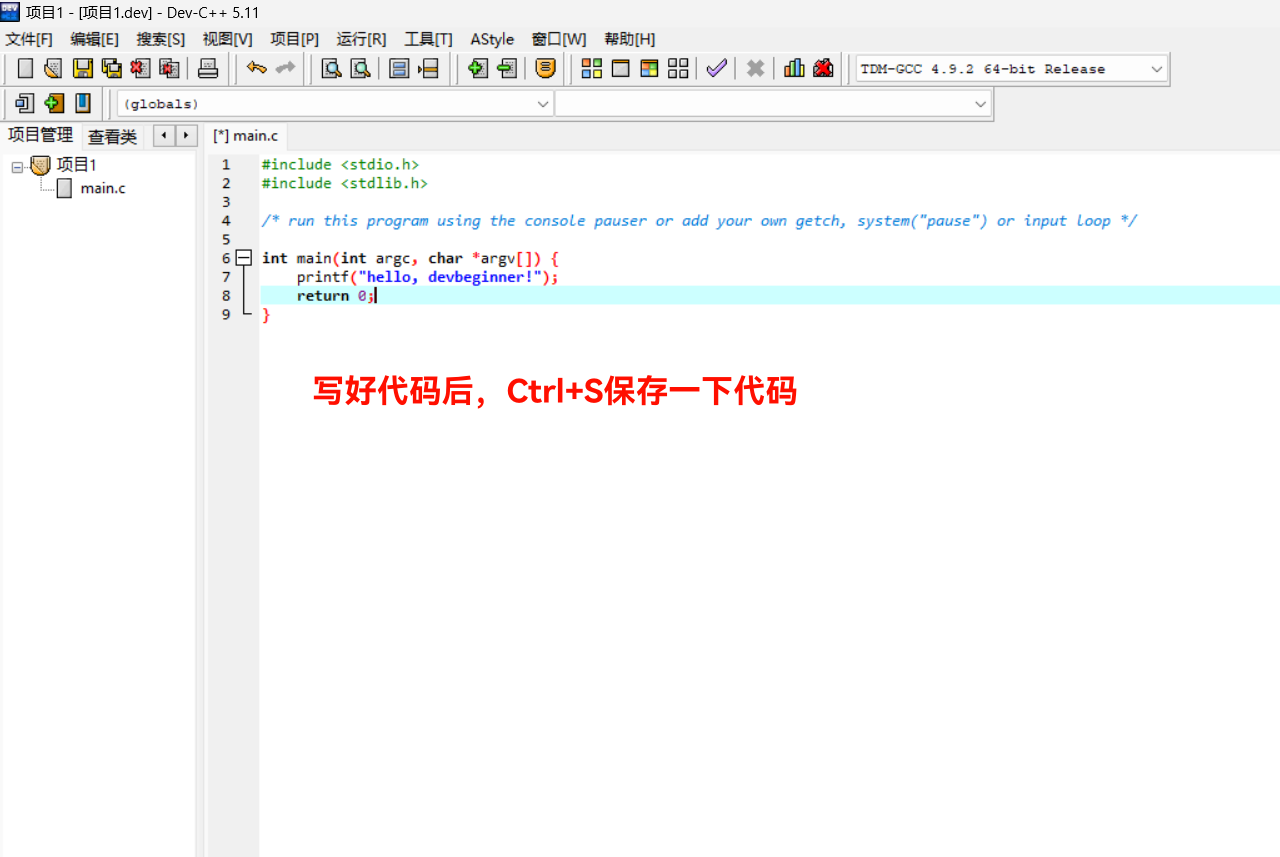 项目1 - [项目1.dev] - Dev-C++ 5.11
文件[F] 编辑[E] 搜索[S] 视图[V] 项目[P] 运行[R] 工具[T] AStyle 窗口[W] 帮助[H]
TDM-GCC 4.9.2 64-bit Release
(globals)
项目管理 查看类 [*] main.c
项目1
main.c
1 #include <stdio.h>
2 #include <stdlib.h>
3
4 /* run this program using the console pauser or add your own getch, system("pause") or input loop */
5
6 int main(int argc, char *argv[]) {
7 printf("hello, devbeginner!");
8 return 0;
9 }
写好代码后，Ctrl+S保存一下代码